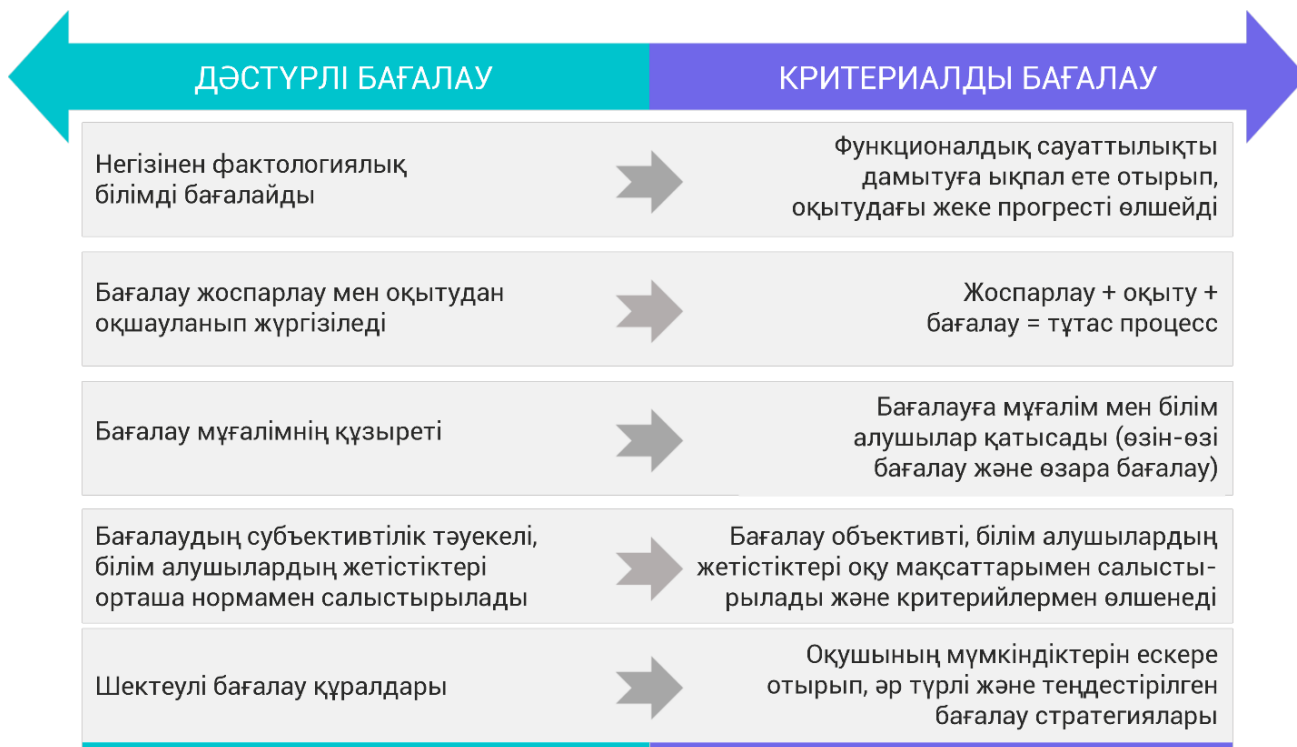 ДӘСТҮРЛІ БАҒАЛАУ
КРИТЕРИАЛДЫ БАҒАЛАУ
Негізінен фактологиялық
білімді бағалайды
Функционалдық сауаттылықты
дамытуға ықпал ете отырып,
оқытудағы жеке прогресті өлшейді
Бағалау жоспарлау мен оқытудан
оқшауланып жүргізіледі
Жоспарлау + оқыту +
бағалау = тұтас процесс
Бағалау мұғалімнің құзыреті
Бағалауға мұғалім мен білім
алушылар қатысады (өзін-өзі
бағалау және өзара бағалау)
Бағалаудың субъективтілік тәуекелі,
білім алушылардың жетістіктері
орташа нормамен салыстырылады
Бағалау объективті, білім алушылардың
жетістіктері оқу мақсаттарымен салысты-
рылады және критерийлермен өлшенеді
Шектеулі бағалау құралдары
Оқушының мүмкіндіктерін ескере
отырып, әр түрлі және теңдестірілген
бағалау стратегиялары